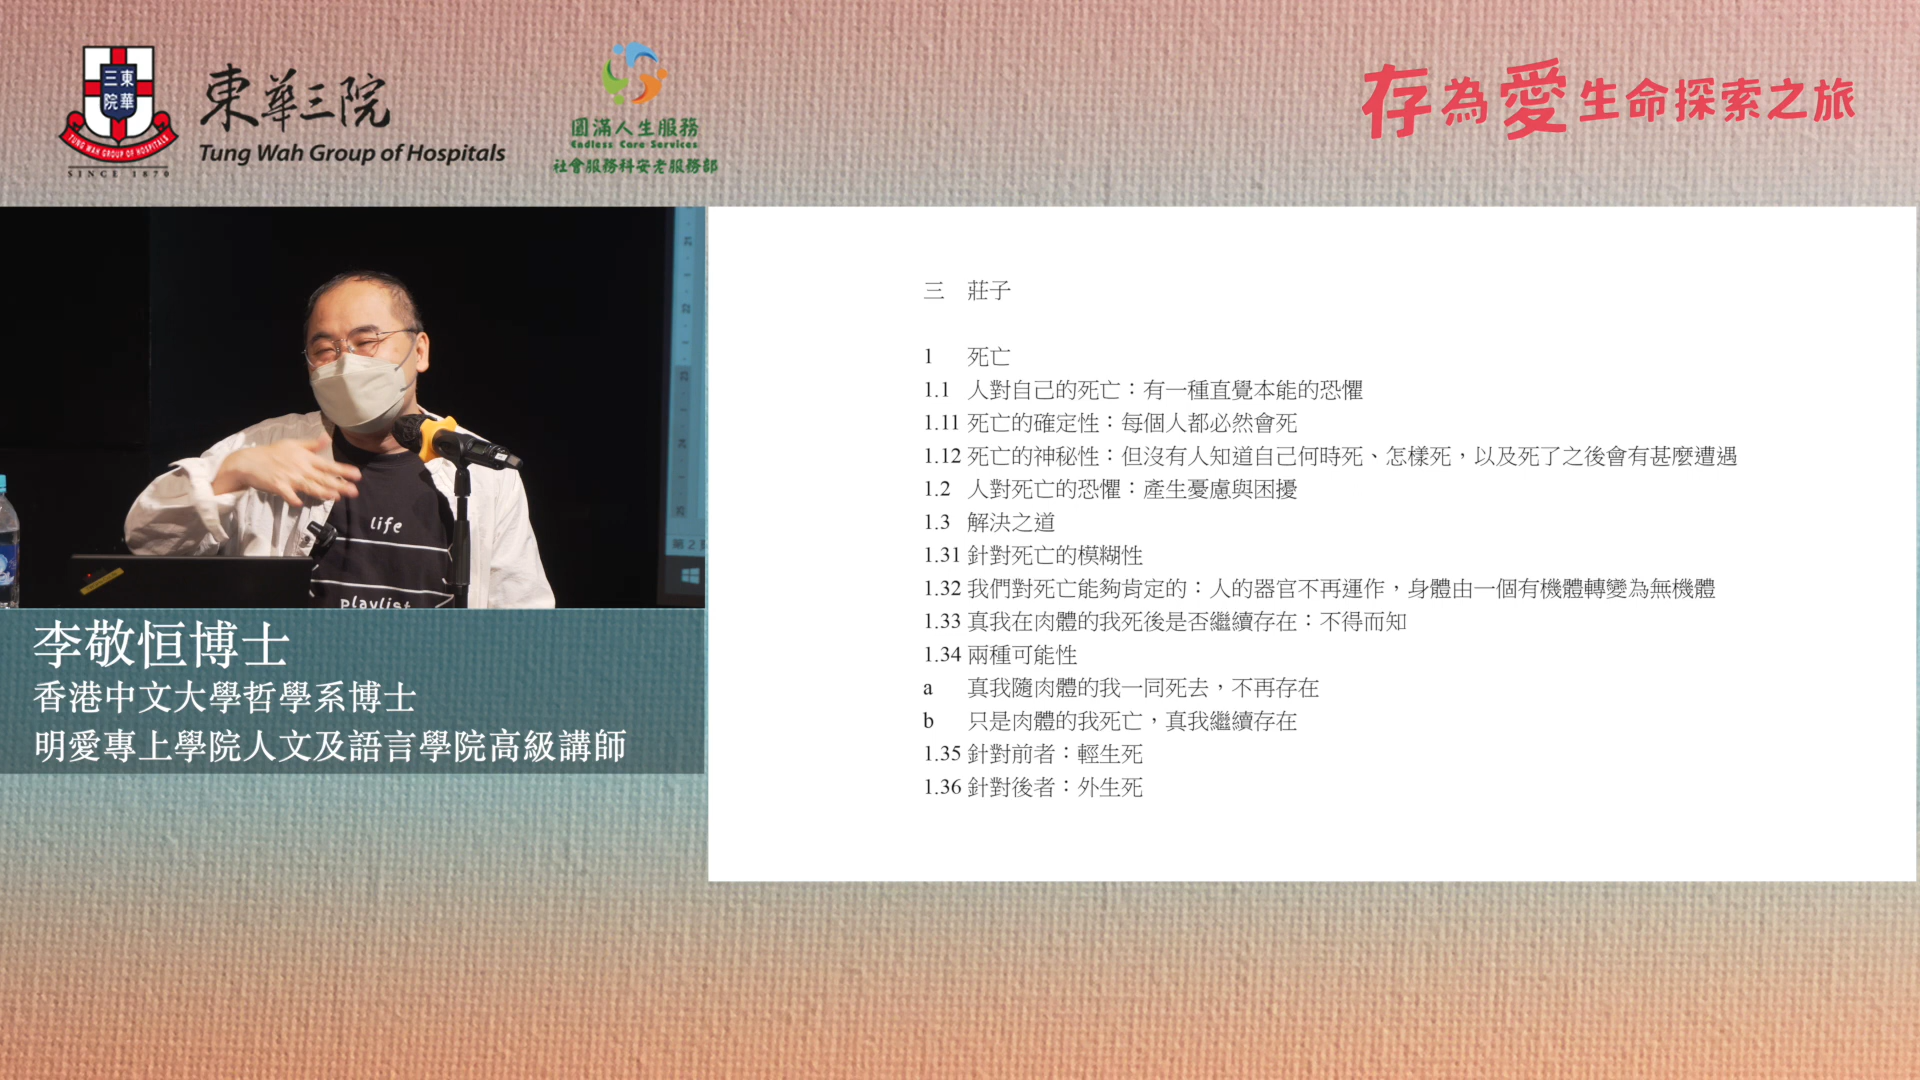 東華三院
TUNG WAH GROUP OF HOSPITALS
SINCE 1870
東華三院
Tung Wah Group of Hospitals
圓滿人生服務
Endless Care Services
社會服務科安老服務部
存為愛生命探索之旅
life
playlist
第2頁
李敬恒博士
香港中文大學哲學系博士
明愛專上學院人文及語言學院高級講師
三 莊子
1 死亡
1.1 人對自己的死亡：有一種直覺本能的恐懼
1.11 死亡的確定性：每個人都必然會死
1.12 死亡的神秘性：但沒有人知道自己何時死、怎樣死，以及死了之後會有甚麼遭遇
1.2 人對死亡的恐懼：產生憂慮與困擾
1.3 解決之道
1.31 針對死亡的模糊性
1.32 我們對死亡能夠肯定的：人的器官不再運作，身體由一個有機體轉變為無機體
1.33 真我在肉體的我死後是否繼續存在：不得而知
1.34 兩種可能性
a 真我隨肉體的我一同死去，不再存在
b 只是肉體的我死亡，真我繼續存在
1.35 針對前者：輕生死
1.36 針對後者：外生死